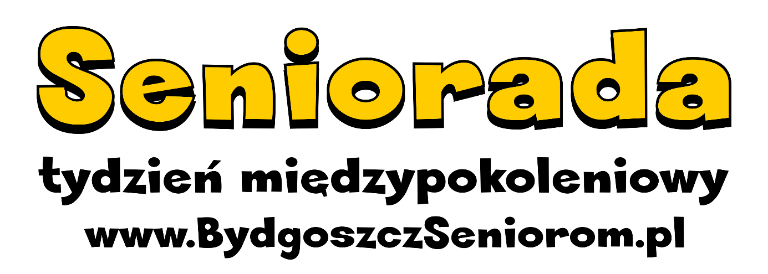 Seniorada
tydzień międzypokoleniowy
www.BydgoszczSeniorom.pl